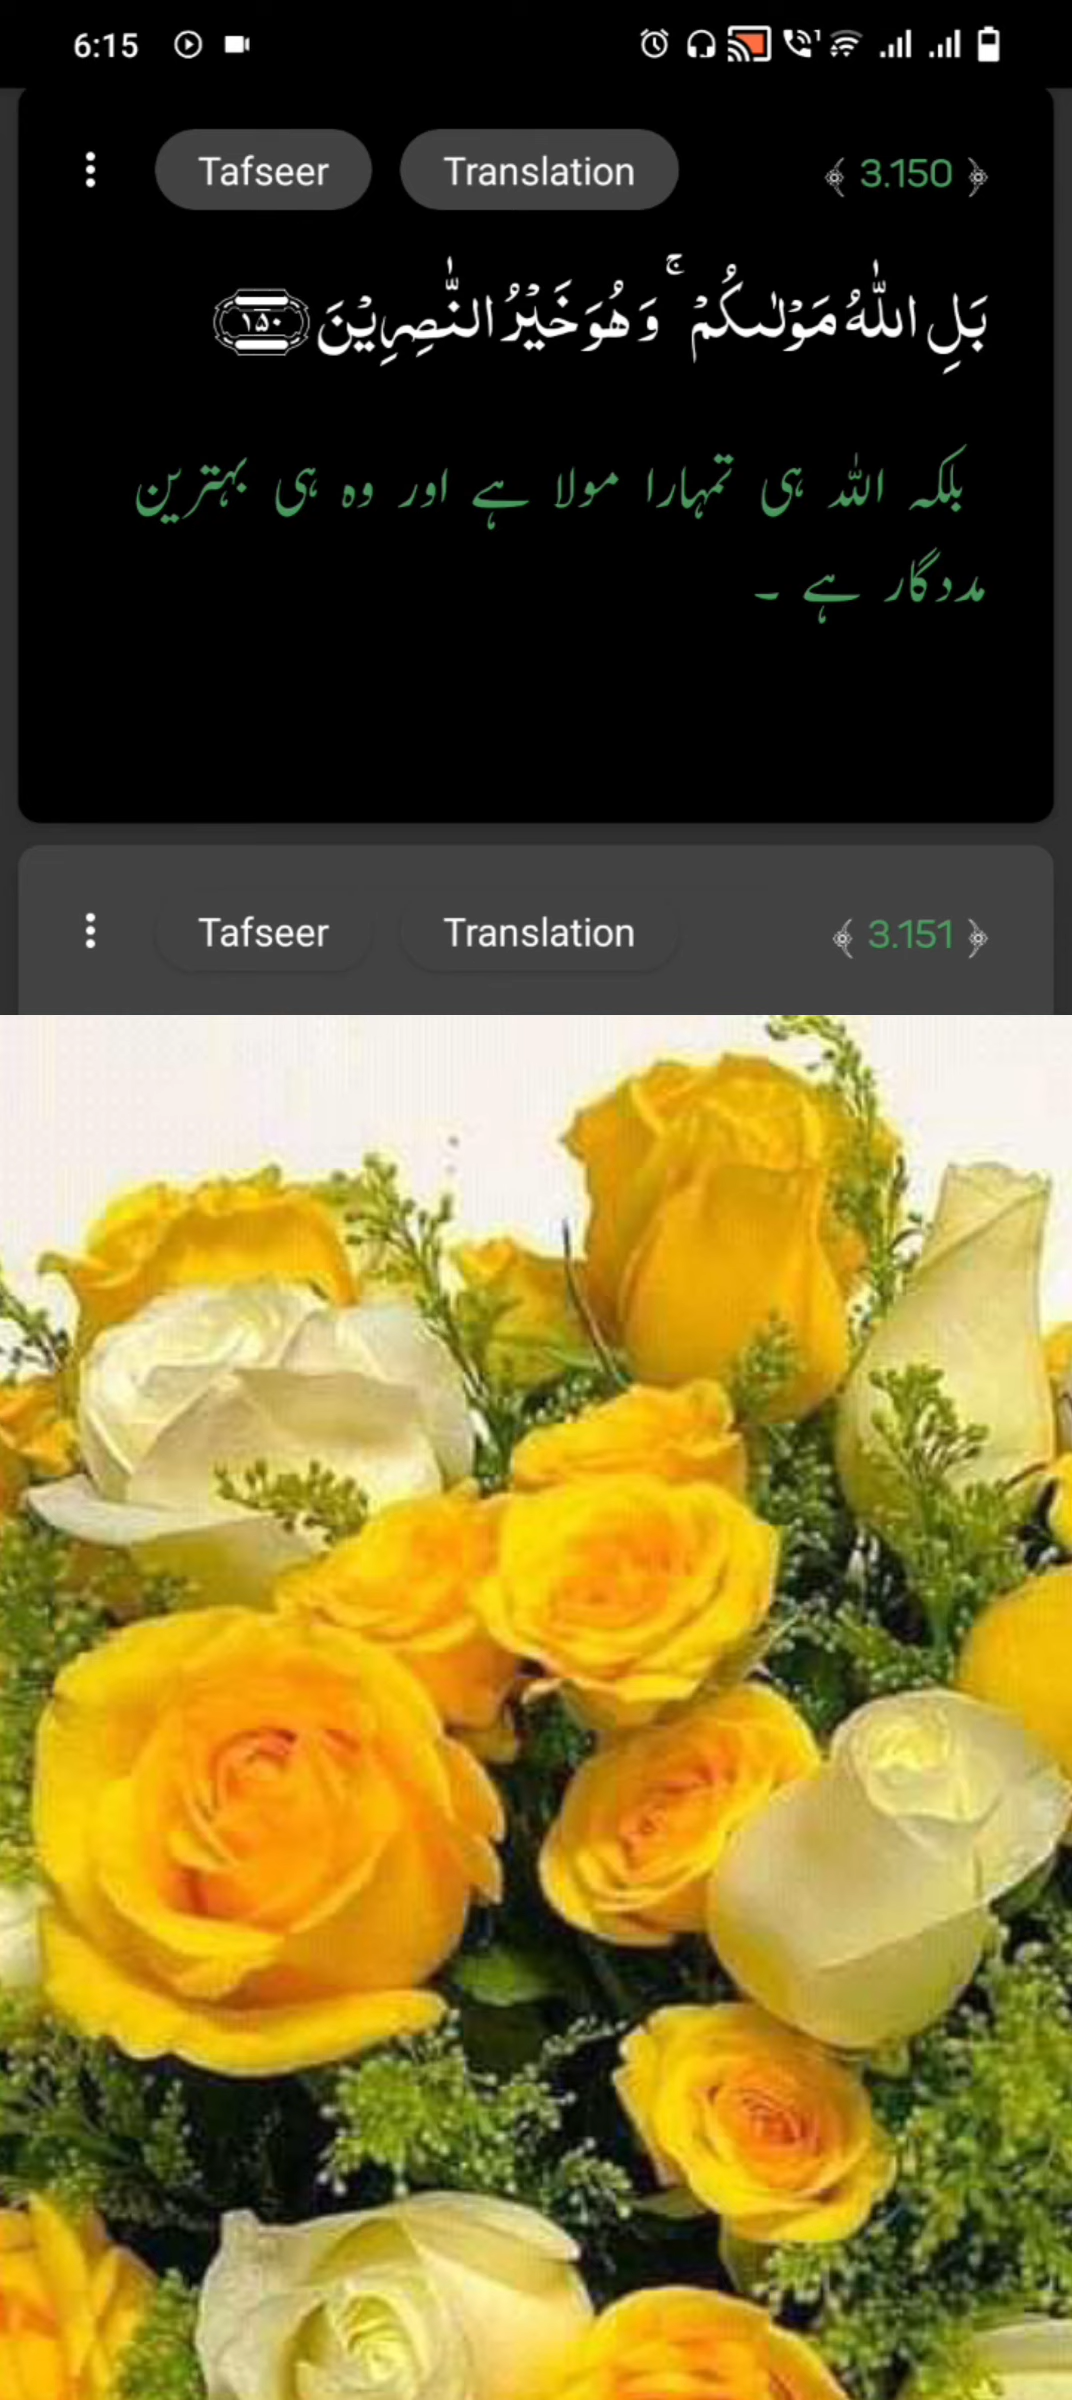 6:15
Tafseer Translation 3.150
بَلِ اللّٰهُ مَوْلٰىكُمْ ۚ وَهُوَ خَيْرُ النّٰصِرِيْنَ ١٥٠
بلکہ اللہ ہی تمہارا مولا ہے اور وہ ہی بہترین
مددگار ہے ۔
Tafseer Translation 3.151